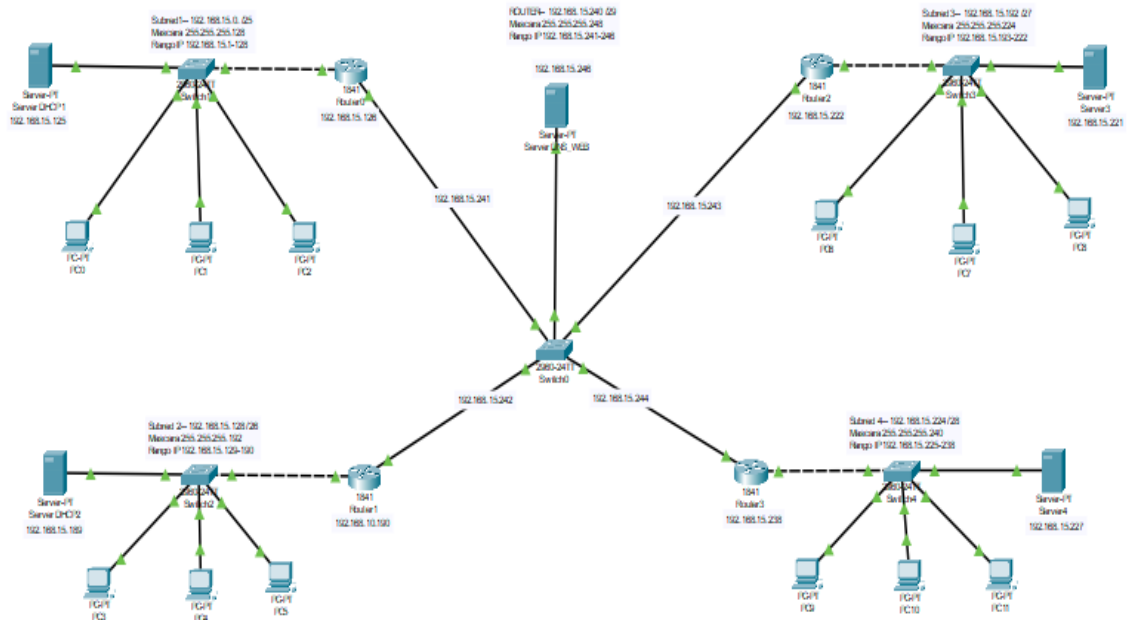 Subred 1-- 192.168.15.0. /25
Mascara 255.255.255.128
Rango IP 192.168.15.1-126
Server-PT
Server DHCP1
192.168.15.125
2960-24TT
Switch1
1841
Router0
192.168.15.126
PC-PT
PC0
PC-PT
PC1
PC-PT
PC2
192.168.15.241
ROUTER-- 192.168.15.240 /29
Mascara 255.255.255.248
Rango IP 192.168.15.241-246
192.168.15.246
Server-PT
Server DNS_WEB
Subred 3-- 192.168.15.192 /27
Mascara 255.255.255.224
Rango IP 192.168.15.193-222
1841
Router2
192.168.15.222
2960-24TT
Switch3
Server-PT
Server3
192.168.15.221
192.168.15.243
PC-PT
PC6
PC-PT
PC7
PC-PT
PC8
2960-24TT
Switch0
192.168.15.242
192.168.15.244
Subred 2-- 192.168.15.128 /26
Mascara 255.255.255.192
Rango IP 192.168.15.129-190
Server-PT
Server DHCP2
192.168.15.189
2960-24TT
Switch2
1841
Router1
192.168.10.190
PC-PT
PC3
PC-PT
PC4
PC-PT
PC5
Subred 4-- 192.168.15.224 /28
Mascara 255.255.255.240
Rango IP 192.168.15.225-238
1841
Router3
192.168.15.238
2960-24TT
Switch4
Server-PT
Server4
192.168.15.227
PC-PT
PC9
PC-PT
PC10
PC-PT
PC11